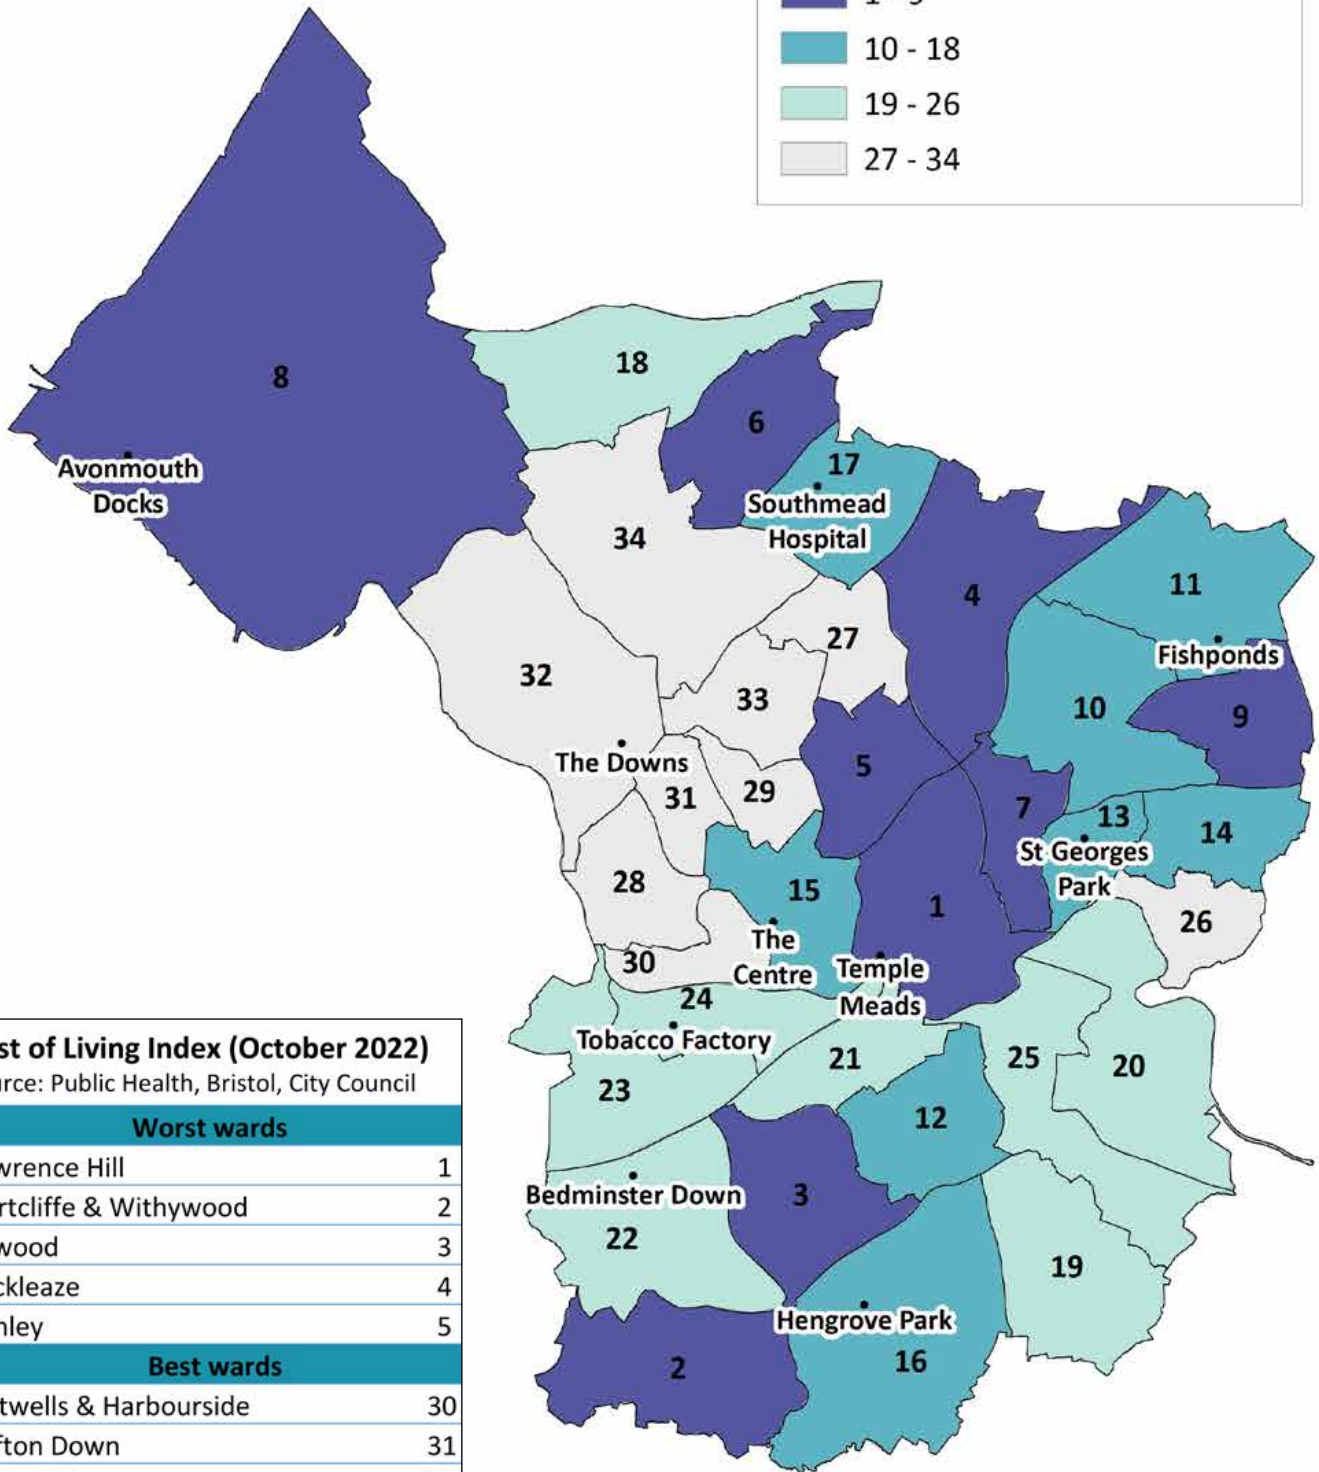 1 - 9
10 - 18
19 - 26
27 - 34
8
Avonmouth
Docks
18
6
17
Southmead
Hospital
34
4
11
Fishponds
27
32
33
10
9
The Downs
5
31
29
7
13
St Georges
Park
14
28
15
1
26
The
Centre
30
Temple
Meads
24
Tobacco Factory
21
25
20
23
12
Bedminster Down
3
22
19
Hengrove Park
16
2
st of Living Index (October 2022)
urce: Public Health, Bristol, City Council
Worst wards
wrence Hill 1
rtcliffe & Withywood 2
wood 3
ckleaze 4
hley 5
Best wards
twells & Harbourside 30
fton Down 31